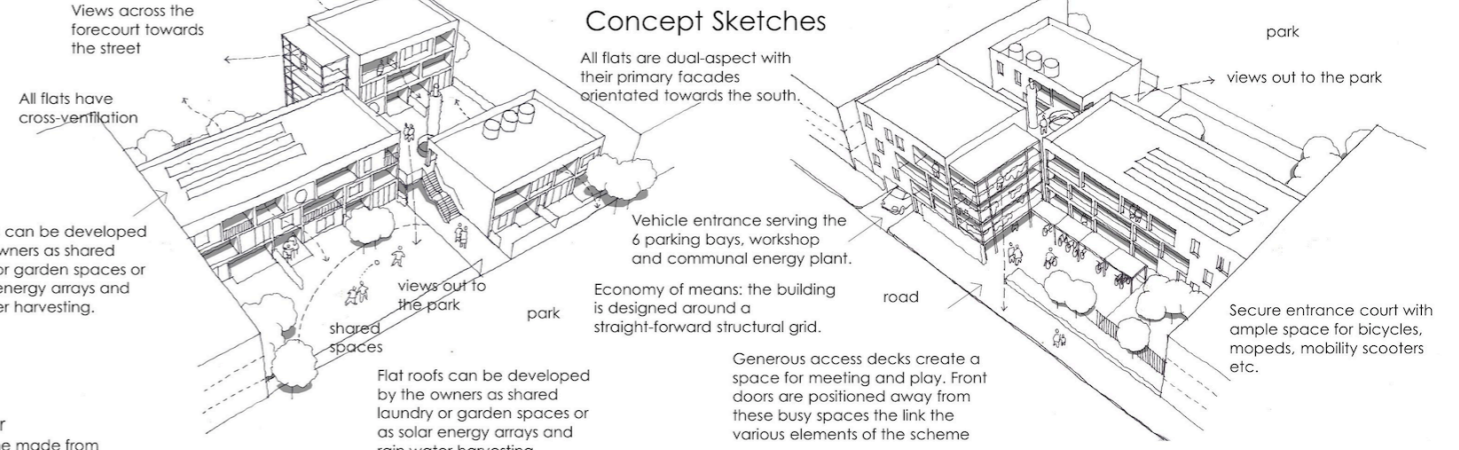 Concept Sketches
Views across the
forecourt towards
the street
All flats have
cross-ventilation
can be developed
owners as shared
or garden spaces or
energy arrays and
er harvesting.
r
e made from
shared
spaces
views out to
the park
park
Flat roofs can be developed
by the owners as shared
laundry or garden spaces or
as solar energy arrays and
rain water harvesting
All flats are dual-aspect with
their primary facades
orientated towards the south.
Vehicle entrance serving the
6 parking bays, workshop
and communal energy plant.
Economy of means: the building
is designed around a
straight-forward structural grid.
Generous access decks create a
space for meeting and play. Front
doors are positioned away from
these busy spaces the link the
various elements of the scheme
road
park
views out to the park
Secure entrance court with
ample space for bicycles,
mopeds, mobility scooters
etc.